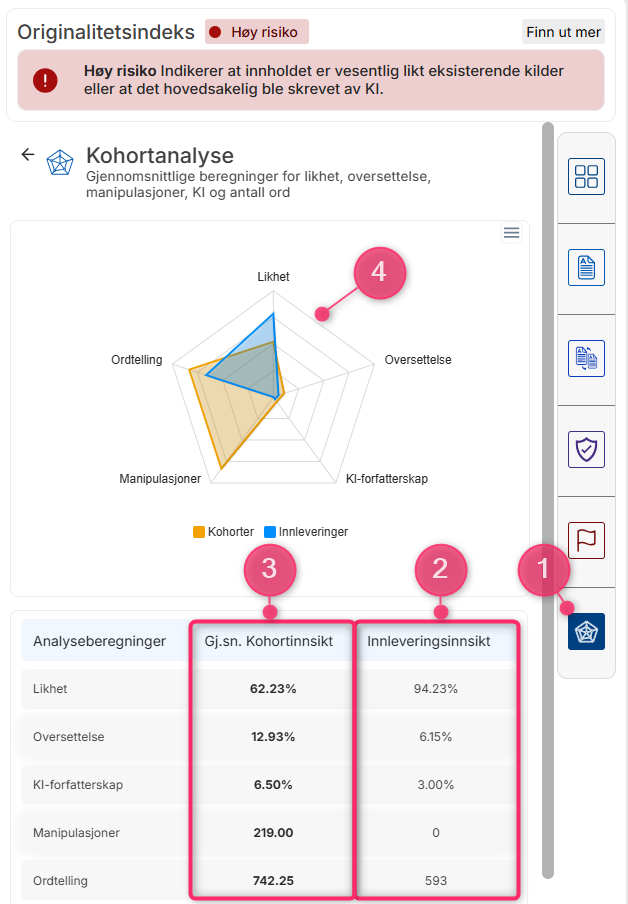 Originalitetsindeks
Høy risiko
Finn ut mer
Høy risiko Indikerer at innholdet er vesentlig likt eksisterende kilder
eller at det hovedsakelig ble skrevet av KI.
Kohortanalyse
Gjennomsnittlige beregninger for likhet, oversettelse,
manipulasjoner, KI og antall ord
4
Likhet
Ordtelling
Oversettelse
Manipulasjoner
KI-forfatterskap
Kohorter
Innleveringer
3
2
1
Analyseberegninger Gj.sn. Kohortinnsikt Innleveringsinnsikt
Likhet 62.23% 94.23%
Oversettelse 12.93% 6.15%
KI-forfatterskap 6.50% 3.00%
Manipulasjoner 219.00 0
Ordtelling 742.25 593